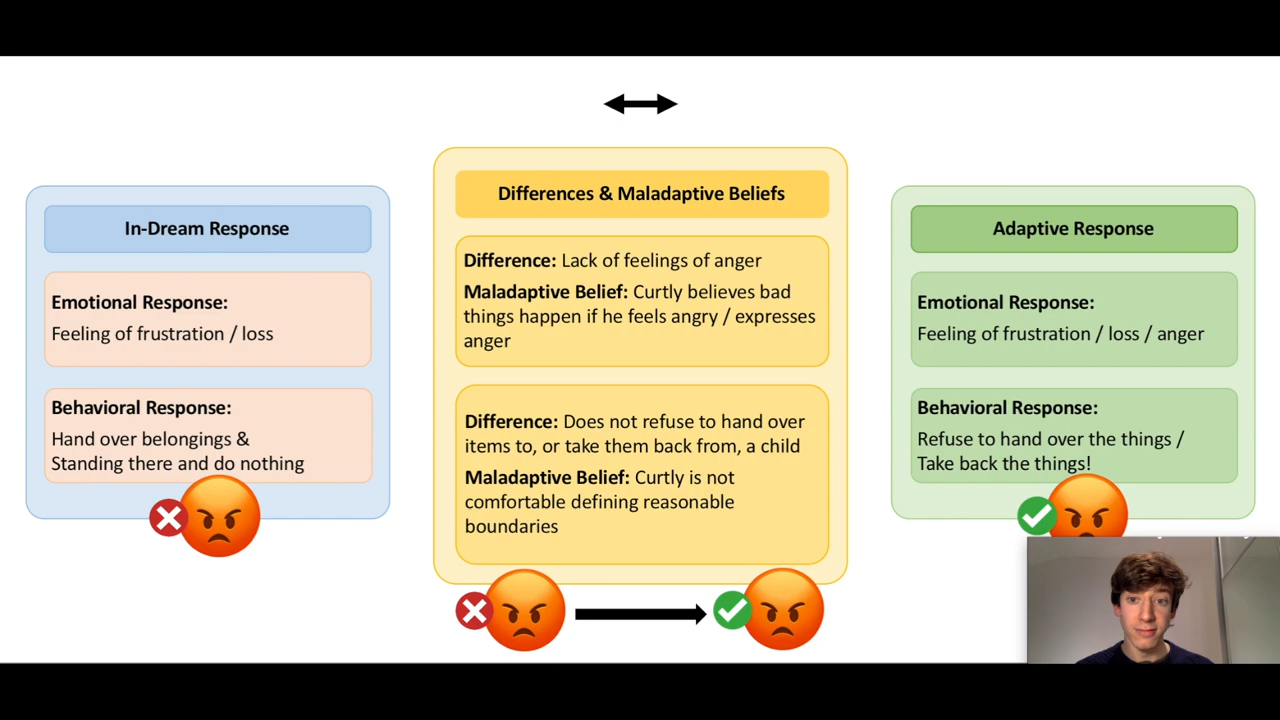 In-Dream Response
Emotional Response:
Feeling of frustration / loss
Behavioral Response:
Hand over belongings &
Standing there and do nothing
Differences & Maladaptive Beliefs
Difference: Lack of feelings of anger
Maladaptive Belief: Curtly believes bad
things happen if he feels angry / expresses
anger
Difference: Does not refuse to hand over
items to, or take them back from, a child
Maladaptive Belief: Curtly is not
comfortable defining reasonable
boundaries
Adaptive Response
Emotional Response:
Feeling of frustration / loss / anger
Behavioral Response:
Refuse to hand over the things /
Take back the things!